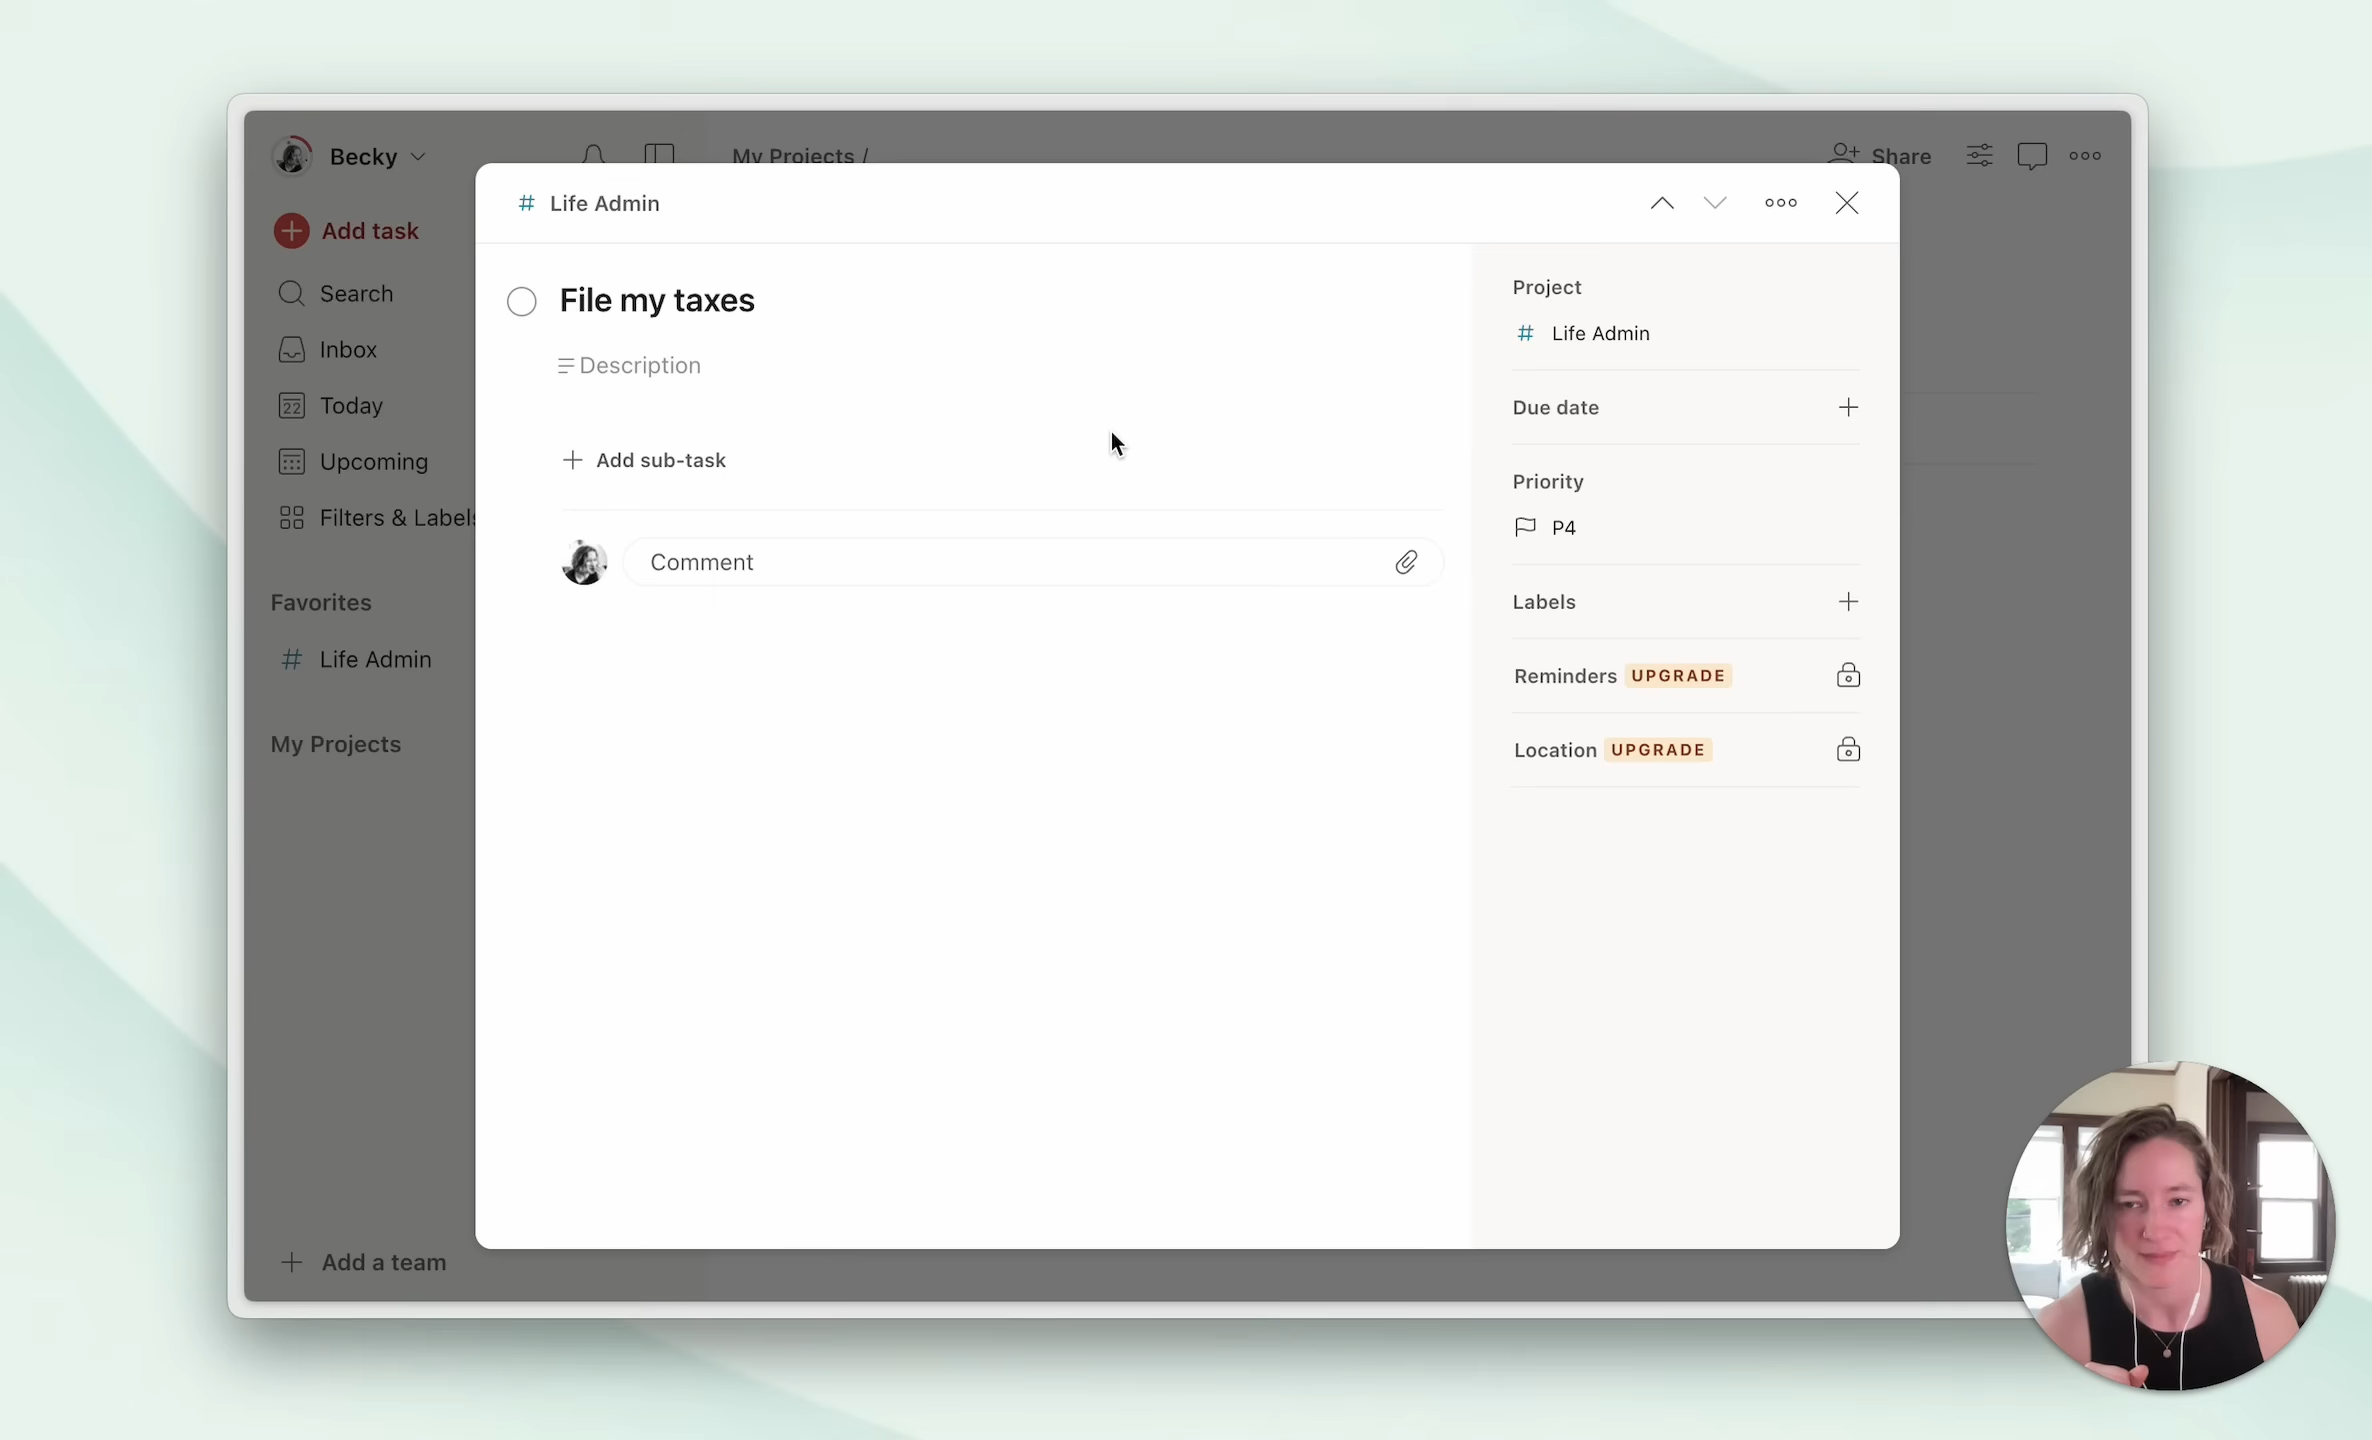 Becky
My Projects /
Share
Add task
Search
Inbox
22
Today
Upcoming
Filters & Labels
Favorites
# Life Admin
My Projects
Add a team
# Life Admin
File my taxes
Description
Add sub-task
Comment
Project
# Life Admin
Due date
Priority
P4
Labels
Reminders UPGRADE
Location UPGRADE